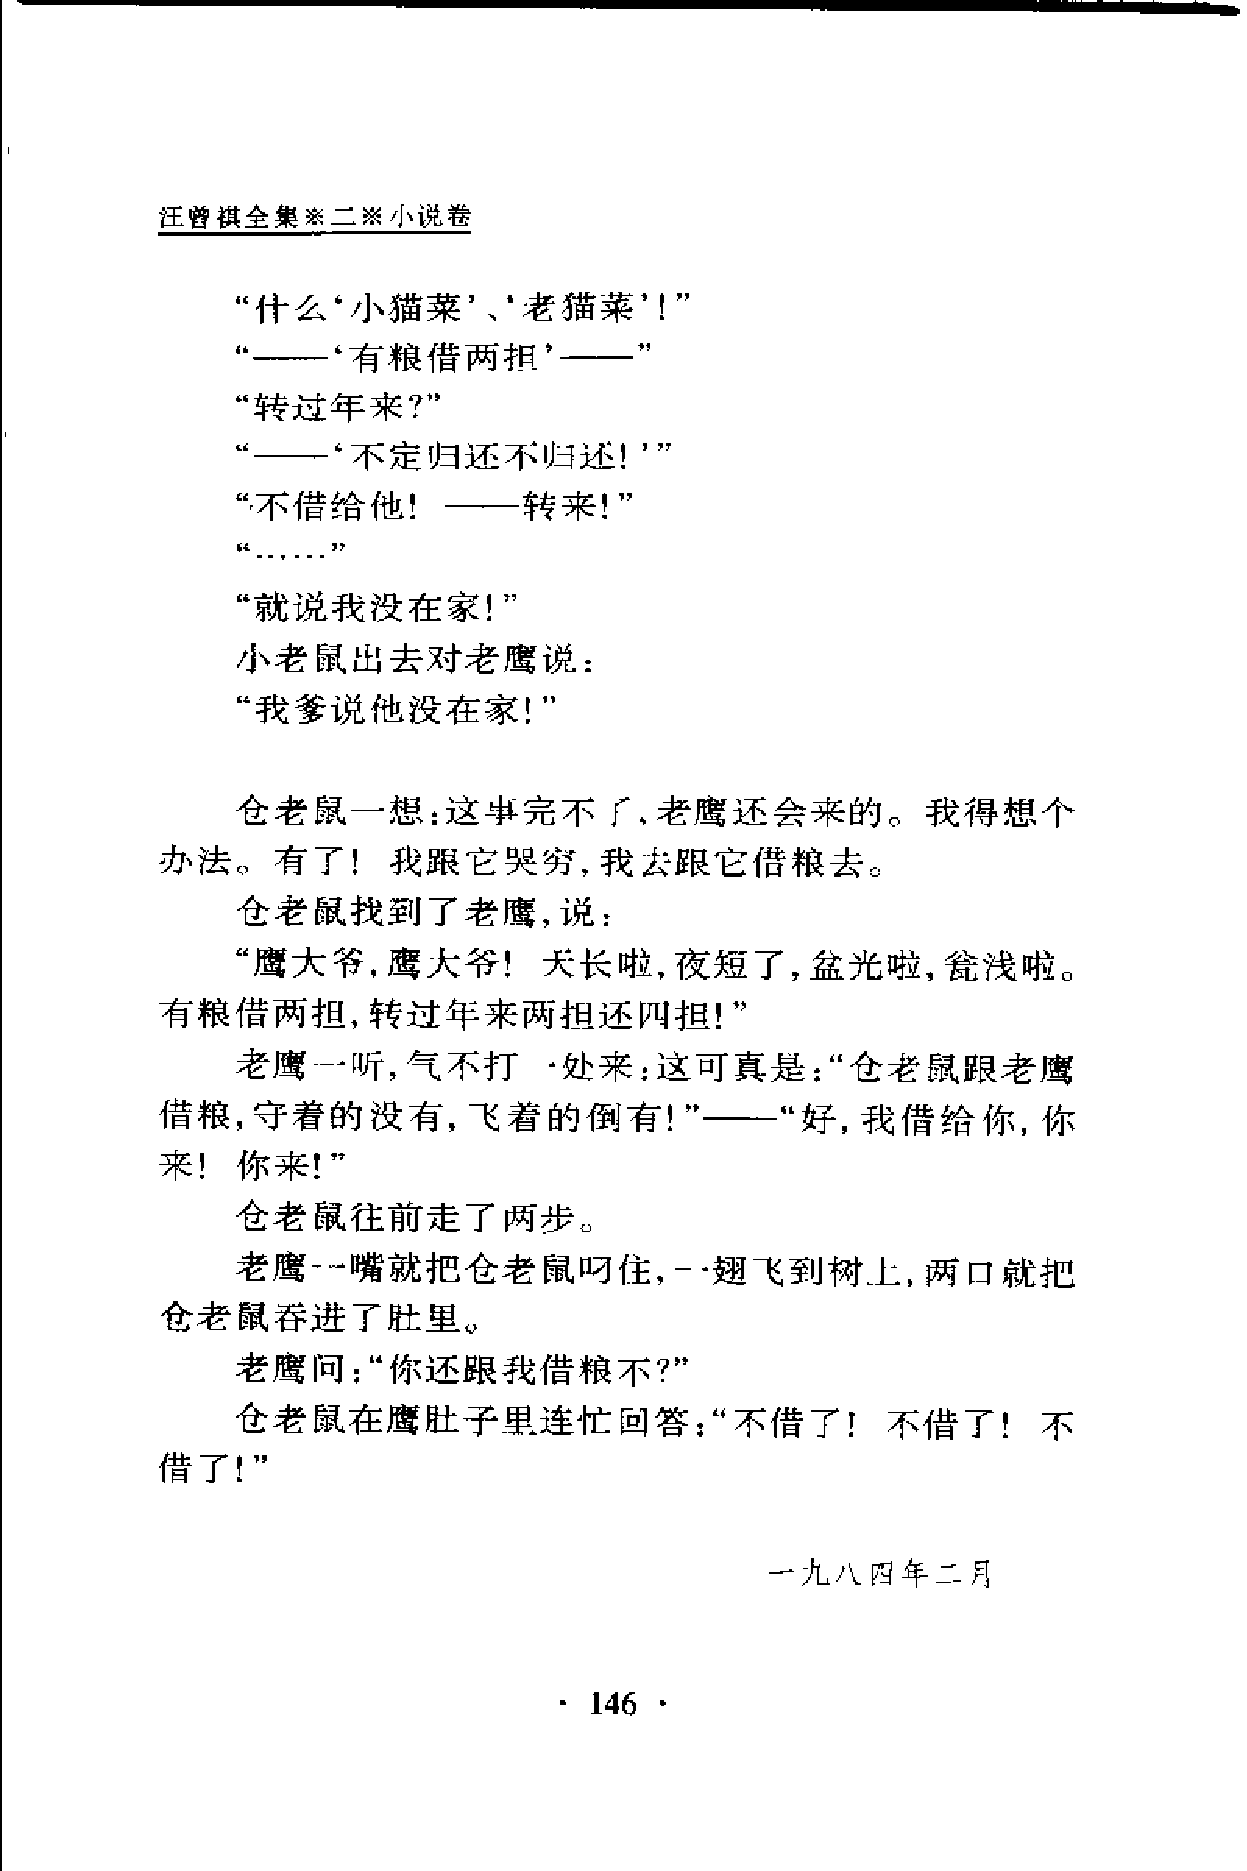 汪曾祺全集※二※小说卷
“什么‘小猫菜’、‘老猫菜’!”
“——‘有粮借两担’——”
“转过年来?”
“——‘不定归还不归还!’”
“不借给他! ——转来!”
“……”
“就说我没在家!”
小老鼠出去对老鹰说:
“我爹说他没在家!”
仓老鼠一想:这事完不了,老鹰还会来的。我得想个
办法。有了! 我跟它哭穷,我去跟它借粮去。
仓老鼠找到了老鹰,说:
“鹰大爷,鹰大爷! 天长啦,夜短了,盆光啦,瓮浅啦。
有粮借两担,转过年来两担还四担!”
老鹰一听,气不打一处来:这可真是:“仓老鼠跟老鹰
借粮,守着的没有,飞着的倒有!”——“好,我借给你,你
来! 你来!”
仓老鼠往前走了两步。
老鹰一嘴就把仓老鼠叼住,一翅飞到树上,两口就把
仓老鼠吞进了肚里。
老鹰问:“你还跟我借粮不?”
仓老鼠在鹰肚子里连忙回答:“不借了! 不借了! 不
借了!”
一九八四年二月
· 146 ·